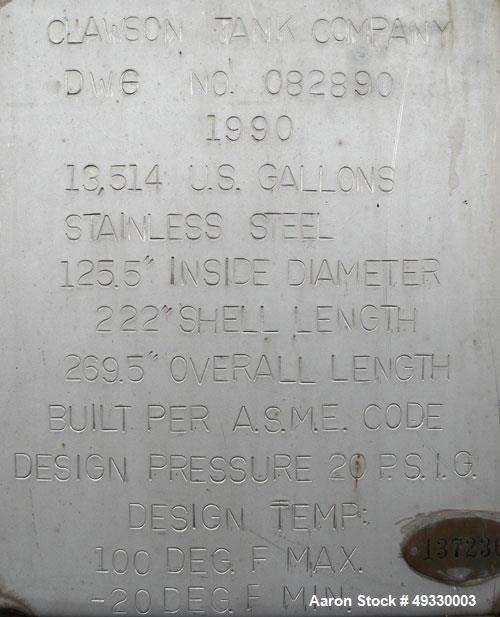 CLAWSON TANK COMPANY
DWG NO. 082890
1990
13,514 U.S. GALLONS
STAINLESS STEEL
125.5" INSIDE DIAMETER
222" SHELL LENGTH
269.5" OVERALL LENGTH
BUILT PER A.S.M.E. CODE
DESIGN PRESSURE 20 P.S.I.G.
DESIGN TEMP:
100 DEG. F MAX.
-20 DEG. F MIN.
Aaron Stock # 49330003